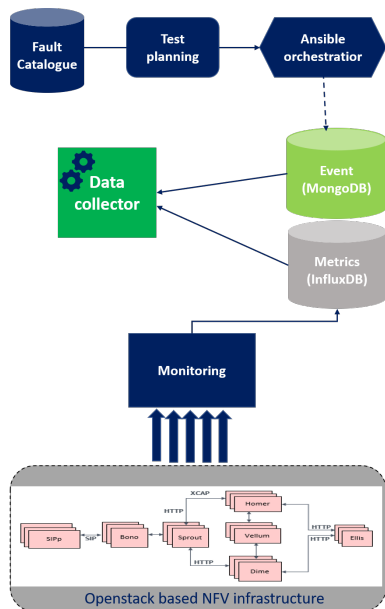 Fault
Catalogue
Test
planning
Ansible
orchestratior
Event
(MongoDB)
Data
collector
Metrics
(InfluxDB)
Monitoring
XCAP
Homer
HTTP
HTTP
SIPp
SIP
Bono
Sprout
Vellum
Ellis
HTTP
HTTP
Dime
Openstack based NFV infrastructure